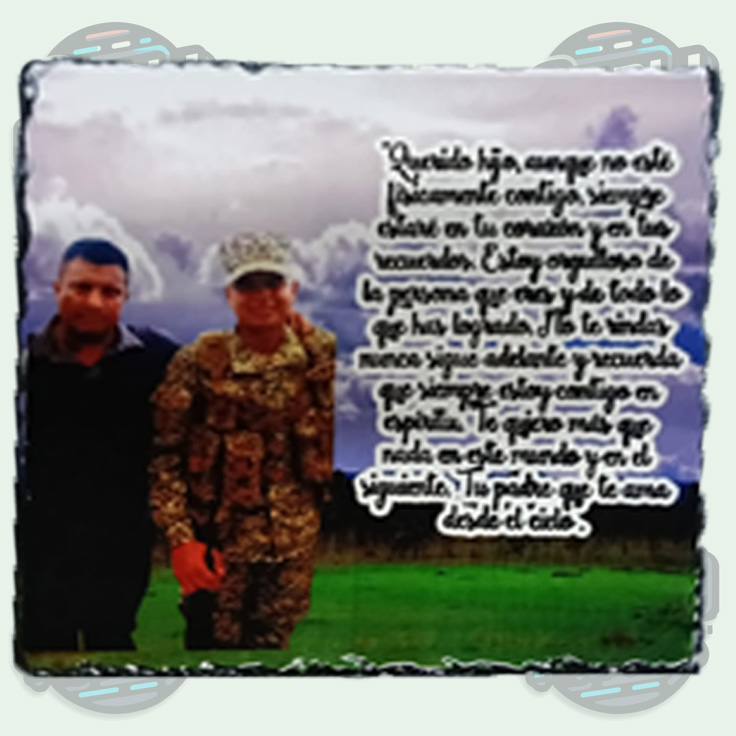 "Querido hijo, aunque no esté
físicamente contigo, siempre
estaré en tu corazón y en tus
recuerdos. Estoy orgulloso de
la persona que eres y de todo lo
que has logrado. No te rindas
nunca sigue adelante y recuerda
que siempre estoy contigo en
espíritu. Te quiero más que
nada en este mundo y en el
siguiente." Tu padre que te ama
desde el cielo".